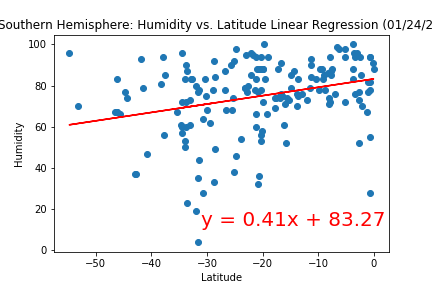 Southern Hemisphere: Humidity vs. Latitude Linear Regression (01/24/2
100
80
60
40
20
0
Humidity
y = 0.41x + 83.27
−50 −40 −30 −20 −10 0
Latitude